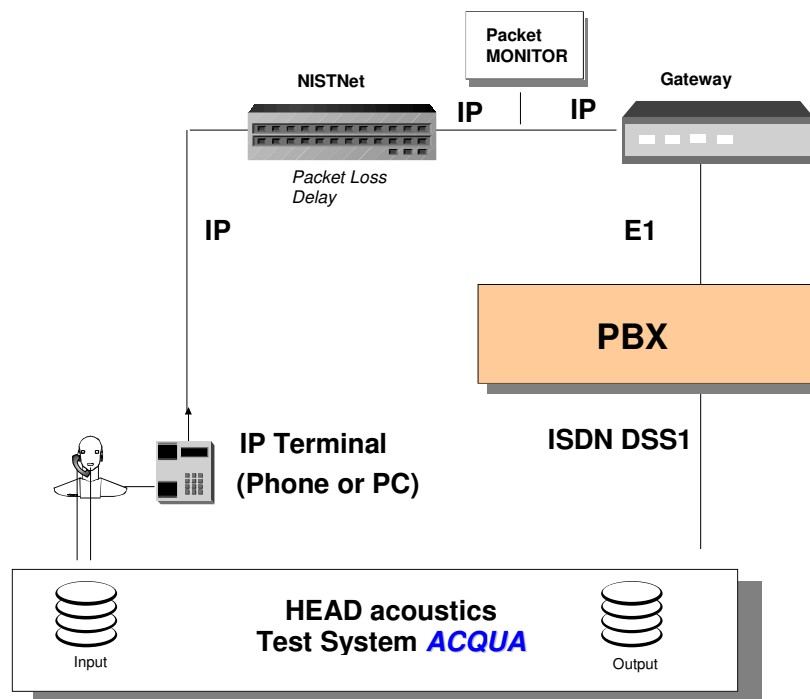 Packet
MONITOR
NISTNet
Gateway
IP
IP
Packet Loss
Delay
IP
E1
PBX
IP Terminal
(Phone or PC)
ISDN DSS1
HEAD acoustics
Test System ACQUA
Input
Output